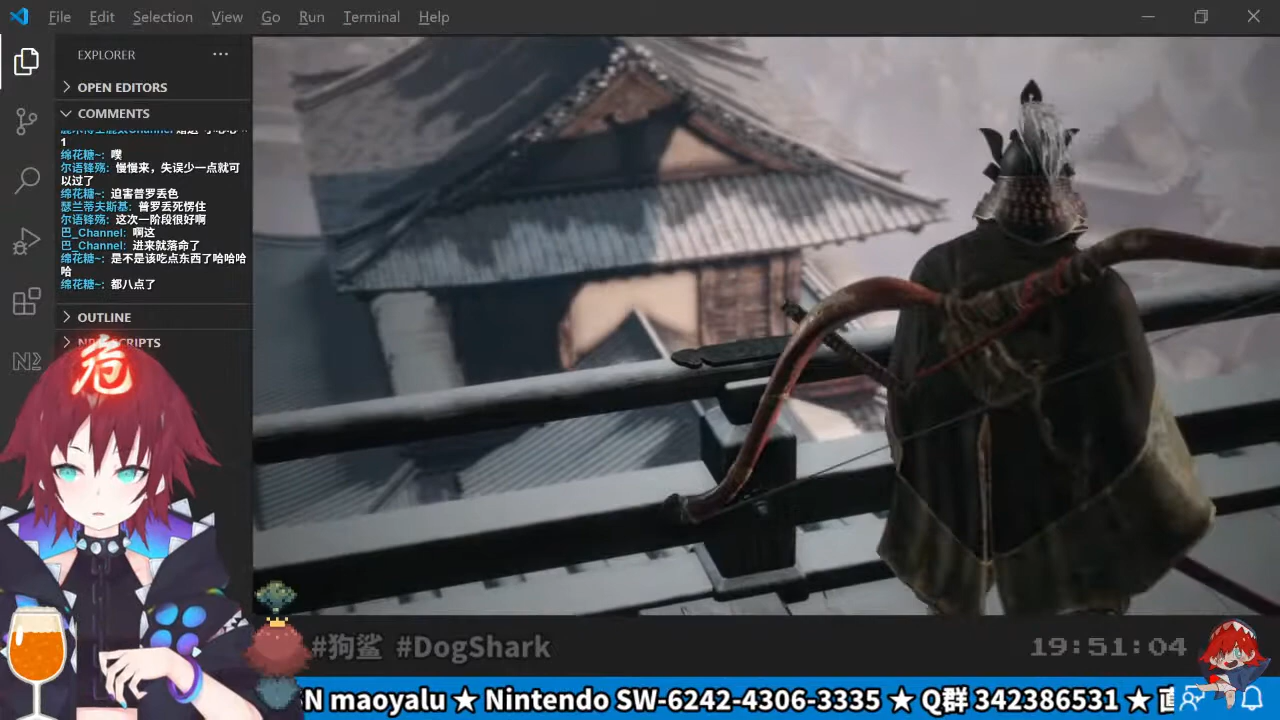 File Edit Selection View Go Run Terminal Help
EXPLORER
OPEN EDITORS
COMMENTS
1
绵花糖~: 噗
尔语锋殇: 慢慢来，失误少一点就可
以过了
绵花糖~: 迫害普罗丢色
瑟兰蒂夫斯基: 普罗丢死愣住
尔语锋殇: 这次一阶段很好啊
巴_Channel: 啊这
巴_Channel: 进来就落命了
绵花糖~: 是不是该吃点东西了哈哈哈
哈
绵花糖~: 都八点了
OUTLINE
NPM SCRIPTS
危
#狗鲨 #DogShark
19:51:04
SN maoyalu ★ Nintendo SW-6242-4306-3335 ★ Q群 342386531 ★